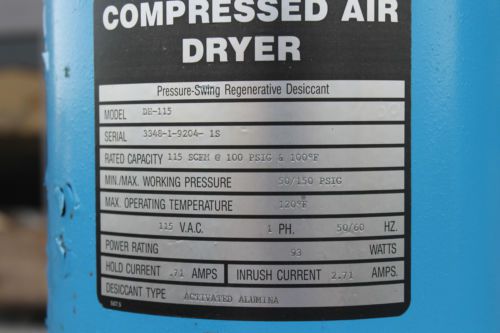 COMPRESSED AIR
DRYER
Pressure-Swing Regenerative Desiccant
MODEL DH-115
SERIAL 3348-1-9204- 1S
RATED CAPACITY 115 SCFM @ 100 PSIG & 100°F
MIN./MAX. WORKING PRESSURE 50/150 PSIG
MAX. OPERATING TEMPERATURE 120°F
115 V.A.C. 1 PH. 50/60 HZ.
POWER RATING 93 WATTS
HOLD CURRENT .71 AMPS INRUSH CURRENT 2.71 AMPS.
DESICCANT TYPE ACTIVATED ALUMINA